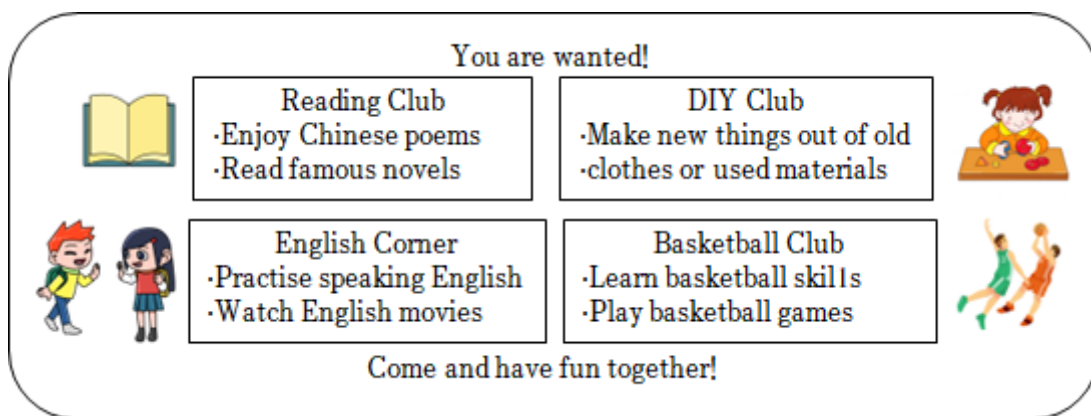 You are wanted!
Reading Club
·Enjoy Chinese poems
·Read famous novels
DIY Club
·Make new things out of old
·clothes or used materials
English Corner
·Practise speaking English
·Watch English movies
Basketball Club
·Learn basketball skills
·Play basketball games
Come and have fun together!